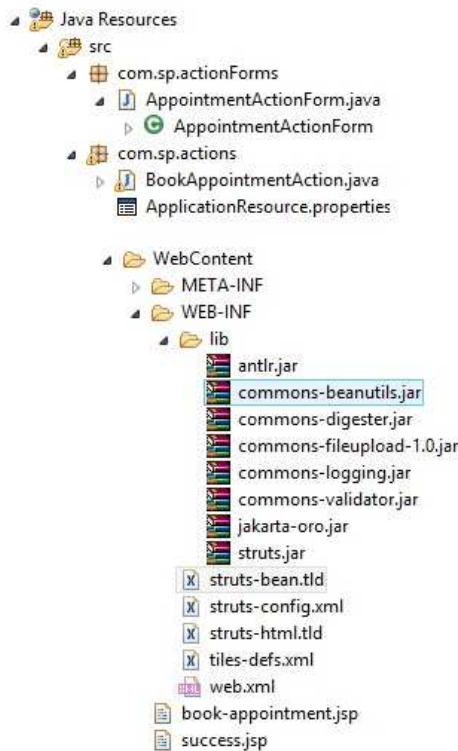 Java Resources
src
com.sp.actionForms
AppointmentActionForm.java
AppointmentActionForm
com.sp.actions
BookAppointmentAction.java
ApplicationResource.properties
WebContent
META-INF
WEB-INF
lib
antlr.jar
commons-beanutils.jar
commons-digester.jar
commons-fileupload-1.0.jar
commons-logging.jar
commons-validator.jar
jakarta-oro.jar
struts.jar
struts-bean.tld
struts-config.xml
struts-html.tld
tiles-defs.xml
web.xml
book-appointment.jsp
success.jsp